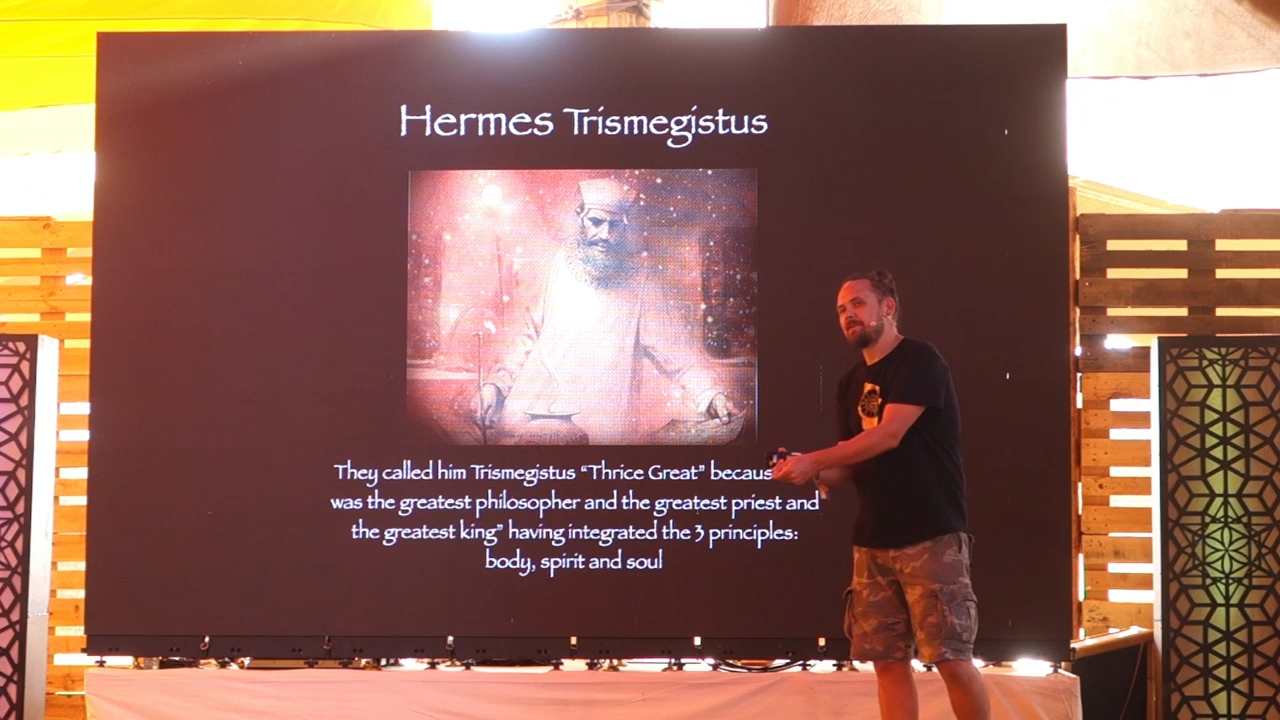 Hermes Trismegistus
They called him Trismegistus “Thrice Great” becaus
was the greatest philosopher and the greatest priest and
the greatest king” having integrated the 3 principles:
body, spirit and soul